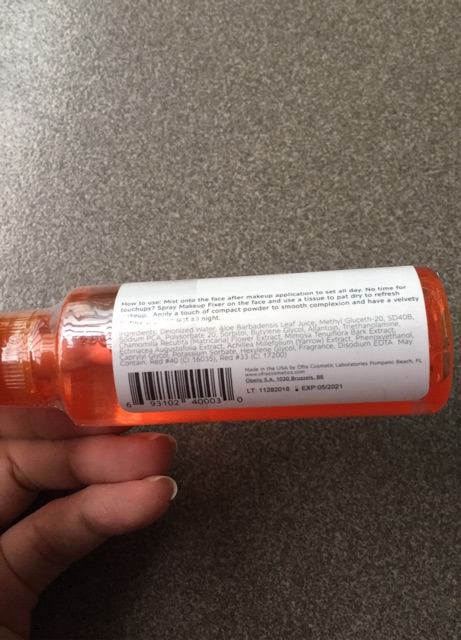 How to use: Mist onto the face after makeup application to set all day. No time for
touchups? Spray Makeup Fixer on the face and use a tissue to pat dry to refresh
Apply a touch of compact powder to smooth complexion and have a velvety
night.
Deionized Water, Aloe Barbadensis Leaf Juice, Methyl Gluceth-20, SD40B,
Sodium PCA, Polysorbate 20, Sorbitol, Butylene Glycol, Allantoin, Triethanolamine,
Chamomilla Recutita (Matricaria) Flower Extract, Mimosa Tenuiflora Bark Extract,
Echinacea Extract, Achillea Millefolium (Yarrow) Extract, Phenoxyethanol,
Caprylyl Glycol, Potassium Sorbate, Hexylene Glycol, Fragrance, Disodium EDTA. May
Contain: Red #40 (CI 16035), Red #33 (CI 17200)
Made in the USA by Ofra Cosmetic Laboratories Pompano Beach, FL
www.ofracosmetics.com
Obelis S.A, 1030 Brussels, BE
LT: 11282018 EXP:05/2021
6 93102 40003 0